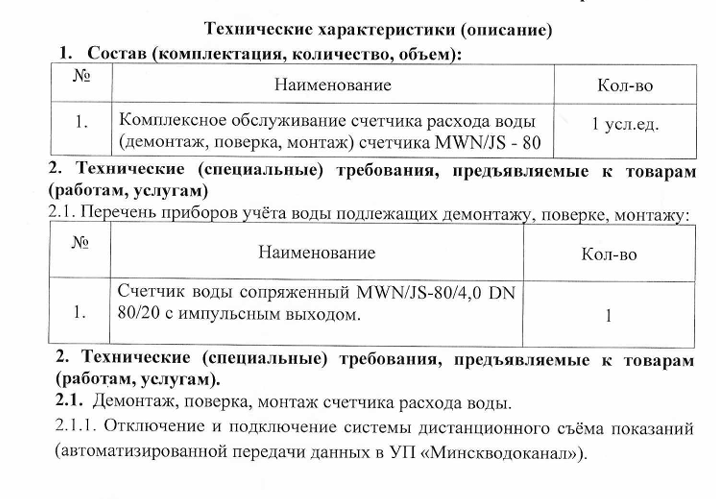 Технические характеристики (описание)
1. Состав (комплектация, количество, объем):
№ Наименование Кол-во
1. Комплексное обслуживание счетчика расхода воды 1 усл.ед.
(демонтаж, поверка, монтаж) счетчика MWN/JS - 80
2. Технические (специальные) требования, предъявляемые к товарам
(работам, услугам)
2.1. Перечень приборов учёта воды подлежащих демонтажу, поверке, монтажу:
№ Наименование Кол-во
Счетчик воды сопряженный MWN/JS-80/4,0 DN
1. 80/20 с импульсным выходом. 1
2. Технические (специальные) требования, предъявляемые к товарам
(работам, услугам).
2.1. Демонтаж, поверка, монтаж счетчика расхода воды.
2.1.1. Отключение и подключение системы дистанционного съёма показаний
(автоматизированной передачи данных в УП «Минскводоканал»).